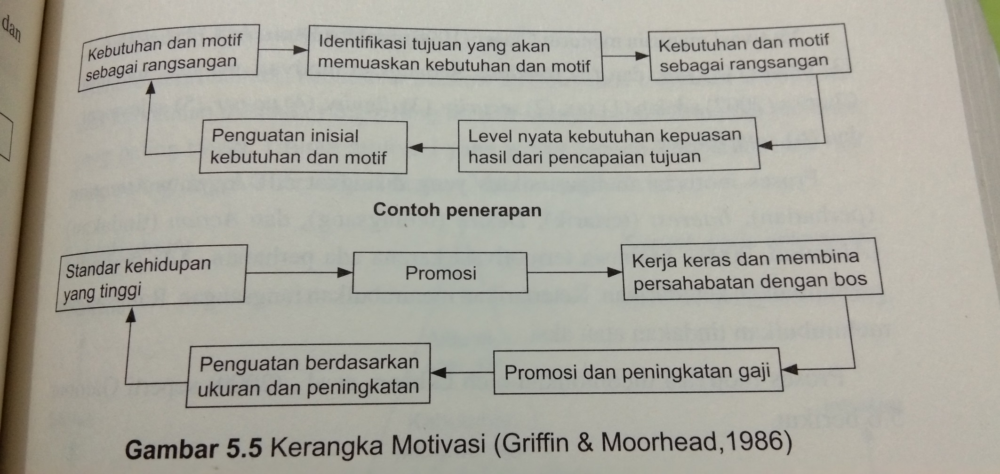 dan
Kebutuhan dan motif
sebagai rangsangan
Identifikasi tujuan yang akan
memuaskan kebutuhan dan motif
Kebutuhan dan motif
sebagai rangsangan
Penguatan inisial
kebutuhan dan motif
Level nyata kebutuhan kepuasan
hasil dari pencapaian tujuan
Contoh penerapan
Standar kehidupan
yang tinggi
Promosi
Kerja keras dan membina
persahabatan dengan bos
Penguatan berdasarkan
ukuran dan peningkatan
Promosi dan peningkatan gaji
Gambar 5.5 Kerangka Motivasi (Griffin & Moorhead,1986)